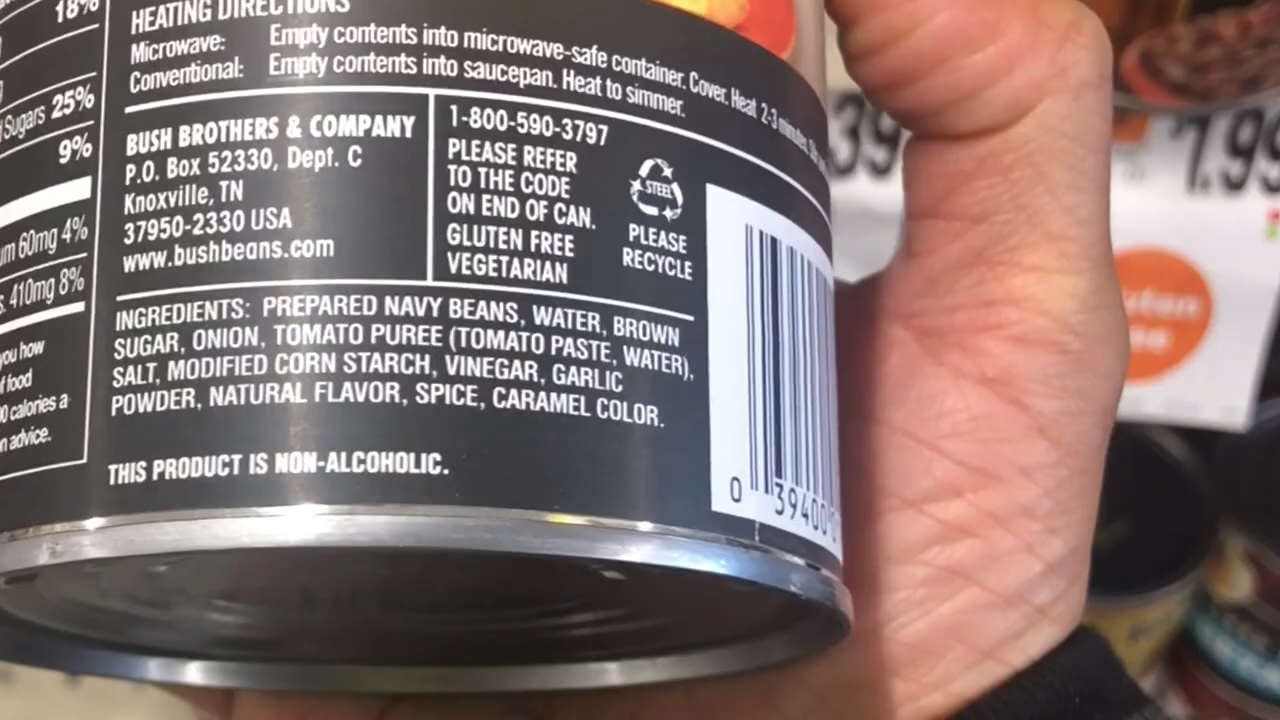 18%
Sugars 25%
9%
60mg 4%
410mg 8%
you how
food
calories a
advice.
HEATING DIRECTIONS
Microwave: Empty contents into microwave-safe container. Cover. Heat 2-3 minutes
Conventional: Empty contents into saucepan. Heat to simmer.
BUSH BROTHERS & COMPANY
P.O. Box 52330, Dept. C
Knoxville, TN
37950-2330 USA
www.bushbeans.com
1-800-590-3797
PLEASE REFER
TO THE CODE
ON END OF CAN.
GLUTEN FREE
VEGETARIAN
STEEL
PLEASE
RECYCLE
INGREDIENTS: PREPARED NAVY BEANS, WATER, BROWN
SUGAR, ONION, TOMATO PUREE (TOMATO PASTE, WATER),
SALT, MODIFIED CORN STARCH, VINEGAR, GARLIC
POWDER, NATURAL FLAVOR, SPICE, CARAMEL COLOR.
THIS PRODUCT IS NON-ALCOHOLIC.
0 39400
39
1.99